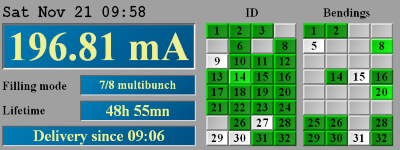 Sat Nov 21 09:58
196.81 mA
Filling mode 7/8 multibunch
Lifetime 48h 55mn
Delivery since 09:06
ID
1 2 3
6 8
9 10 11 12
13 14 15 16
17 18 19 20
21 22 23 24
26 27 28
29 30 31 32
Bendings
1 2
5 8
14 15 16
20
25 26 28
29 30 31 32